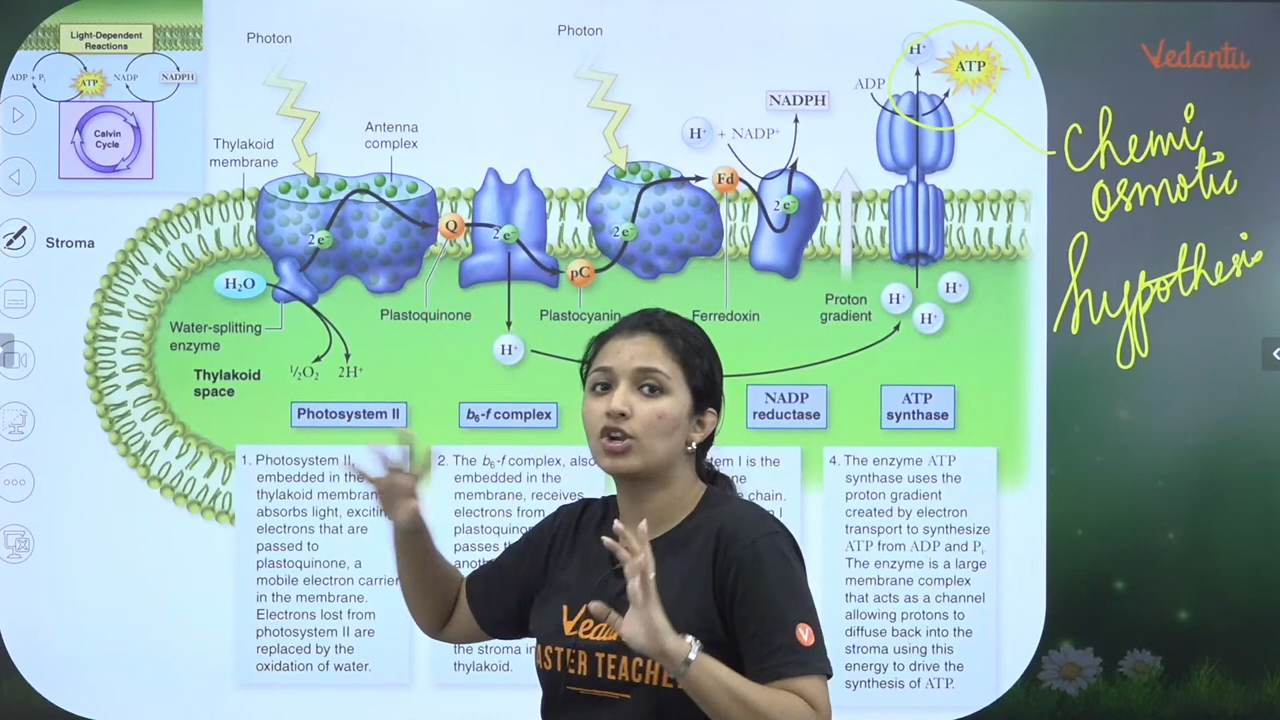 Light-Dependent
Reactions
ADP + Pᵢ
ATP
NADP
NADPH
Calvin
Cycle
Photon
Photon
Thylakoid
membrane
Antenna
complex
Stroma
2e⁻
Q
2e⁻
pC
2e⁻
Fd
2e⁻
H⁺ + NADP⁺
NADPH
ADP
H⁺
ATP
Vedantu
Chemi
osmotic
hypothesis
H₂O
Water-splitting
enzyme
Thylakoid
space
½O₂ 2H⁺
Plastoquinone
Plastocyanin
Ferredoxin
Proton
gradient
H⁺
H⁺
H⁺
H⁺
Photosystem II
b₆-f complex
NADP
reductase
ATP
synthase
1. Photosystem II,
embedded in the
thylakoid membran
absorbs light, excitin
electrons that are
passed to
plastoquinone, a
mobile electron carrier
in the membrane.
Electrons lost from
photosystem II are
replaced by the
oxidation of water.
2. The b₆-f complex, also
embedded in the
membrane, receives
electrons from
plastoquino
passes th
anoth
the stroma in
thylakoid.
tem I is the
ne
e chain.
n I
4. The enzyme ATP
synthase uses the
proton gradient
created by electron
transport to synthesize
ATP from ADP and Pᵢ.
The enzyme is a large
membrane complex
that acts as a channel
allowing protons to
diffuse back into the
stroma using this
energy to drive the
synthesis of ATP.
Veda
ASTER TEACHE
V